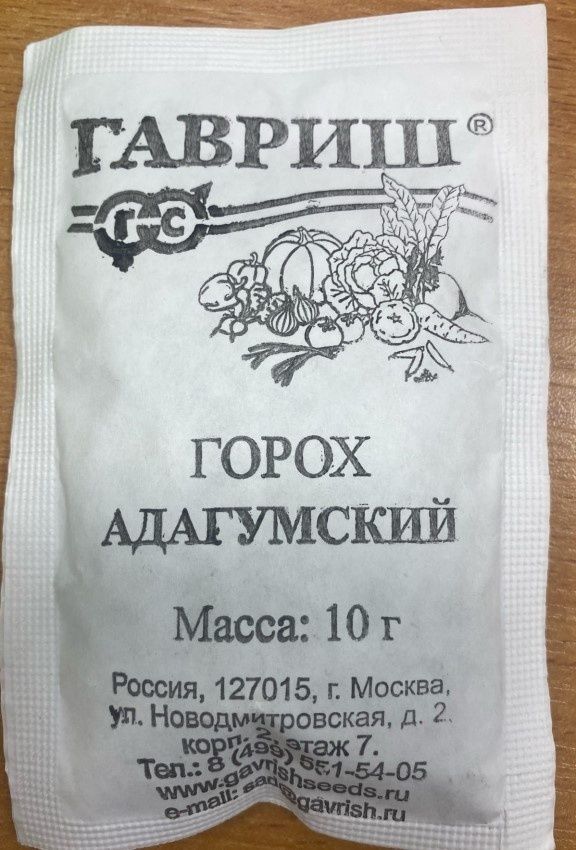 ГАВРИШ®
ГС
ГОРОХ
АДАГУМСКИЙ
Масса: 10 г
Россия, 127015, г. Москва,
ул. Новодмитровская, д. 2,
корп. 2, этаж 7.
Тел.: 8 (499) 551-54-05
www.gavrishseeds.ru
e-mail: sad@gavrish.ru